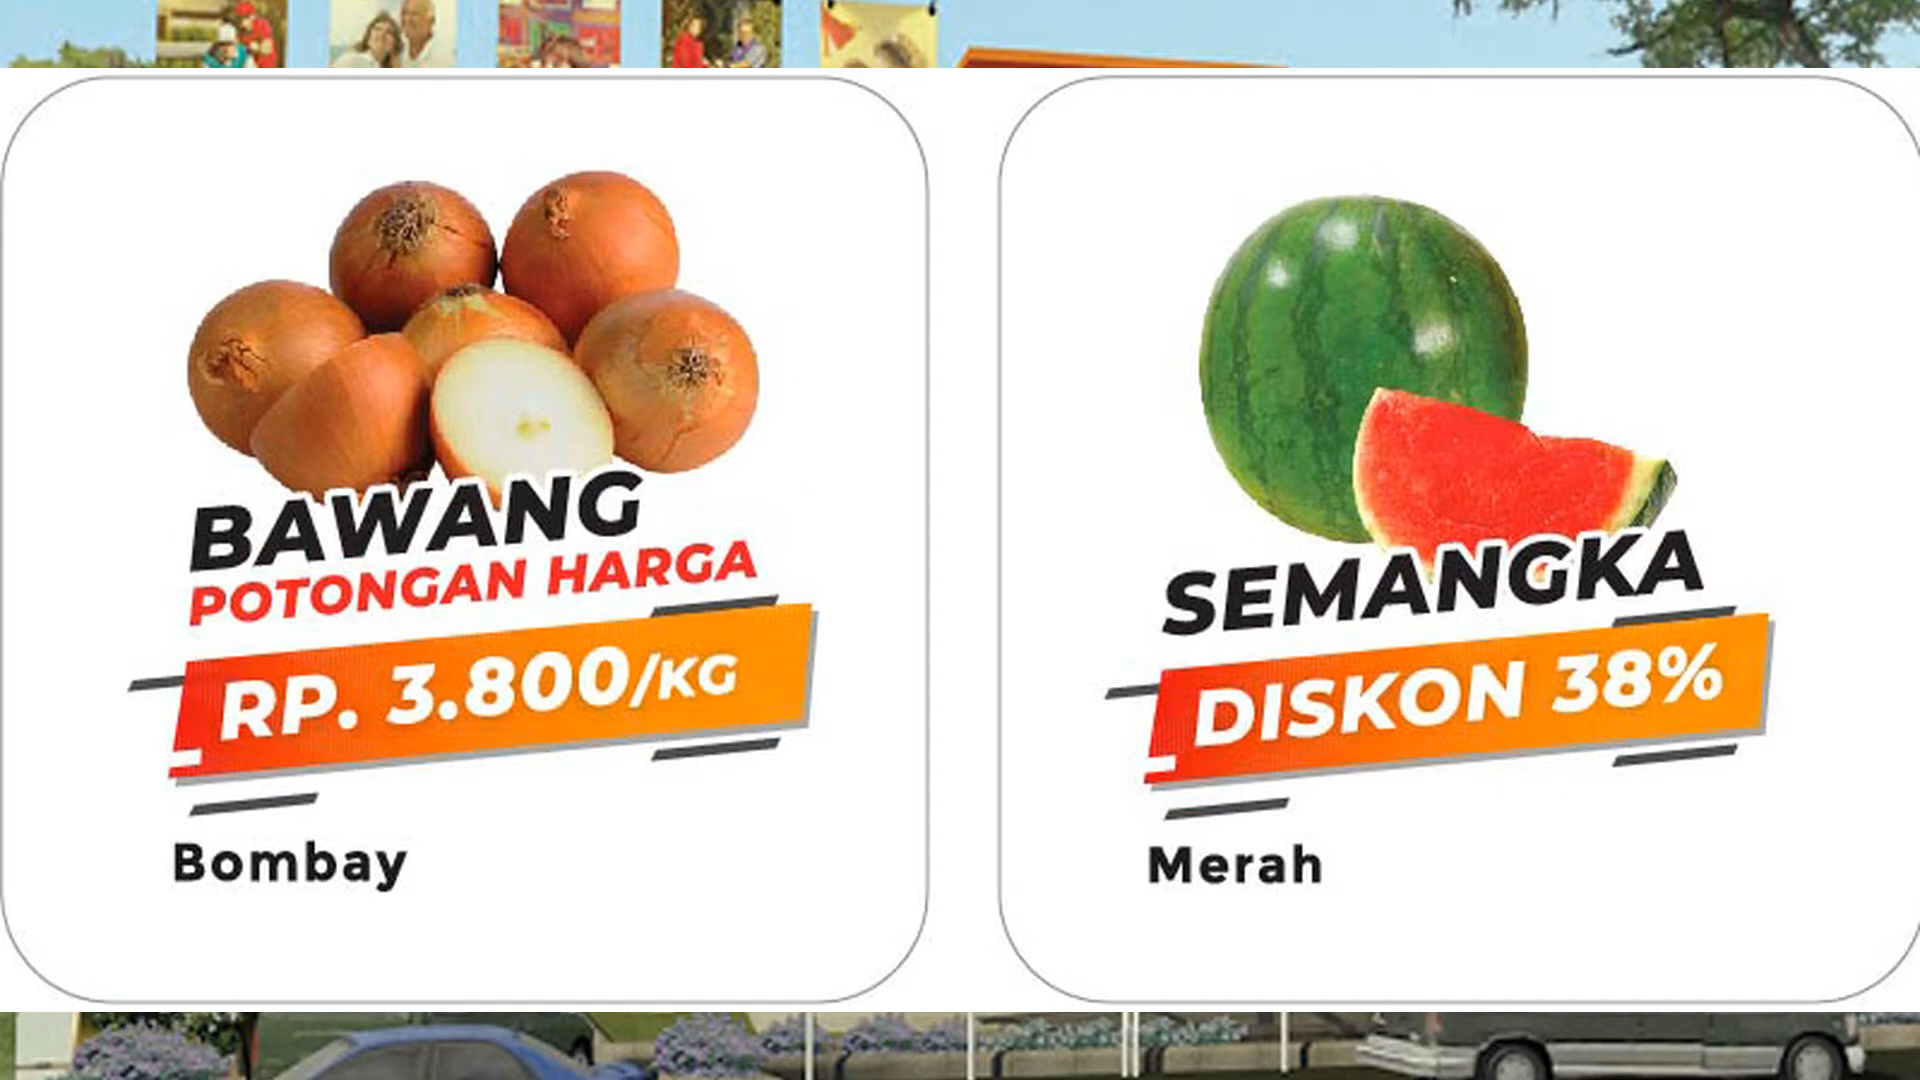 BAWANG
POTONGAN HARGA
RP. 3.800/KG
Bombay
SEMANGKA
DISKON 38%
Merah